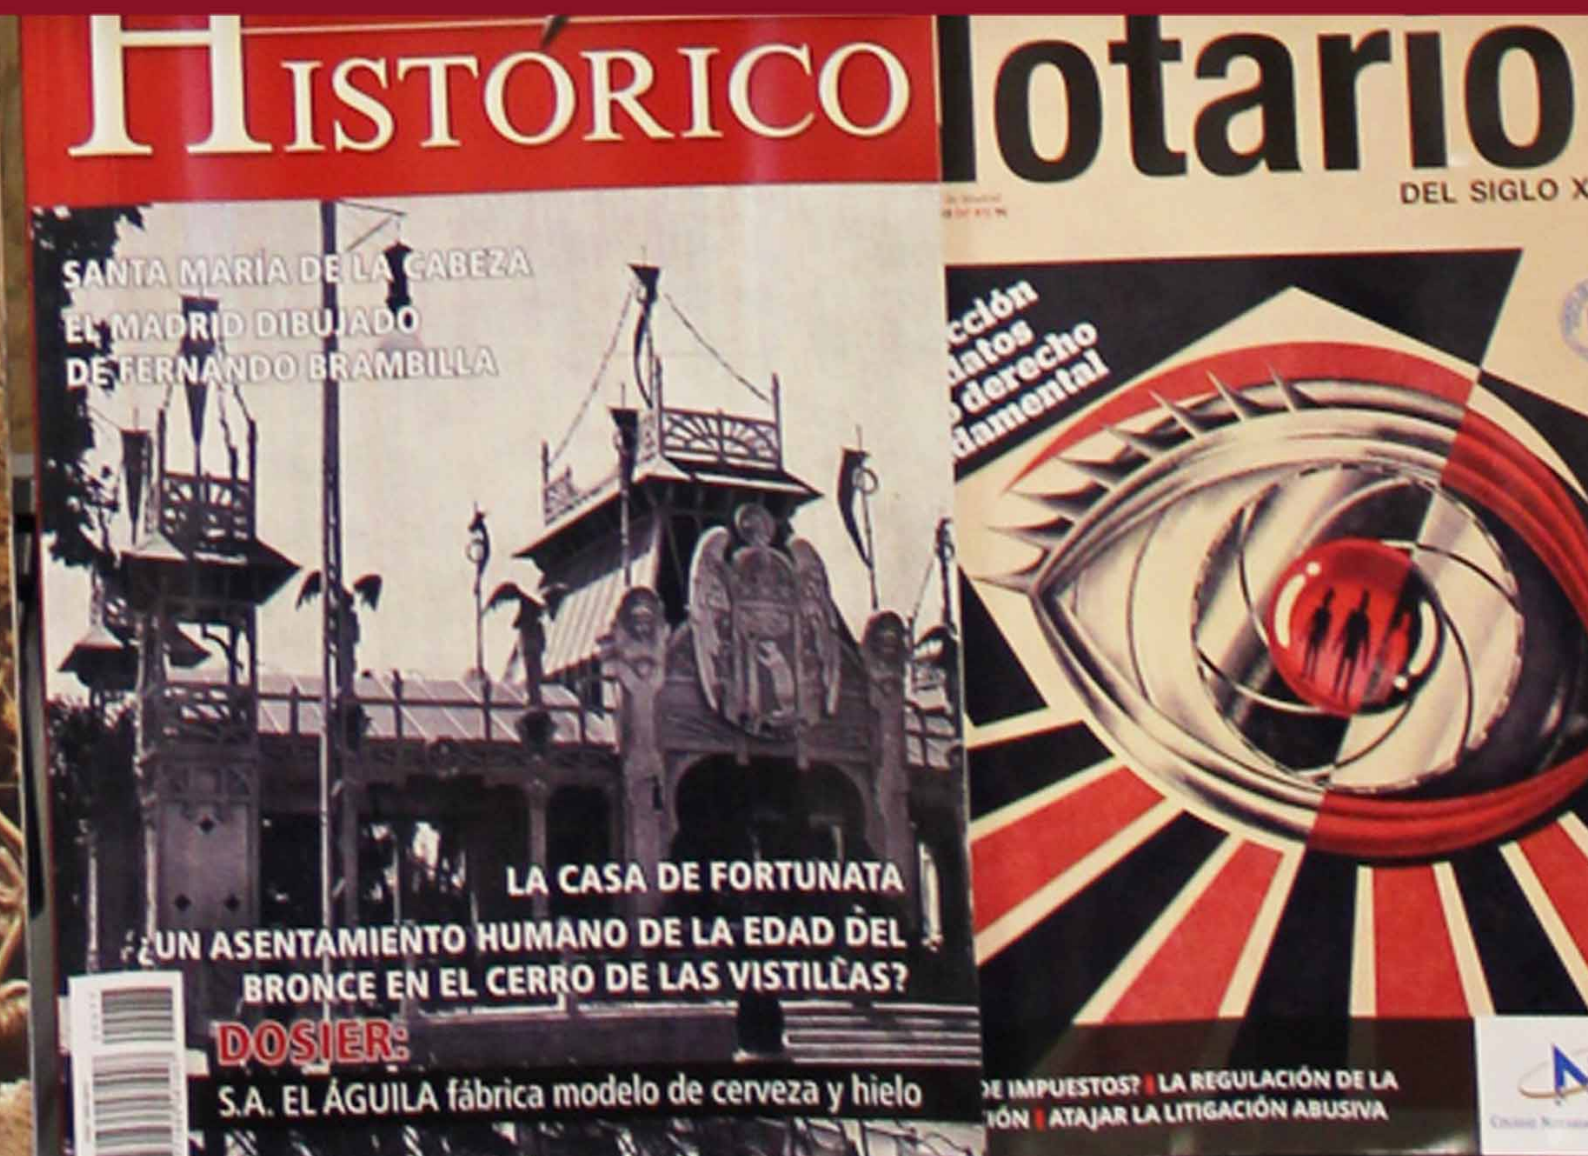 HISTÓRICO
SANTA MARÍA DE LA CABEZA
EL MADRID DIBUJADO
DE FERNANDO BRAMBILLA
LA CASA DE FORTUNATA
¿UN ASENTAMIENTO HUMANO DE LA EDAD DEL
BRONCE EN EL CERRO DE LAS VISTILLAS?
DOSIER:
S.A. EL ÁGUILA fábrica modelo de cerveza y hielo
otario
DEL SIGLO X
cción
datos
derecho
damental
DE IMPUESTOS? | LA REGULACIÓN DE LA
IÓN | ATAJAR LA LITIGACIÓN ABUSIVA